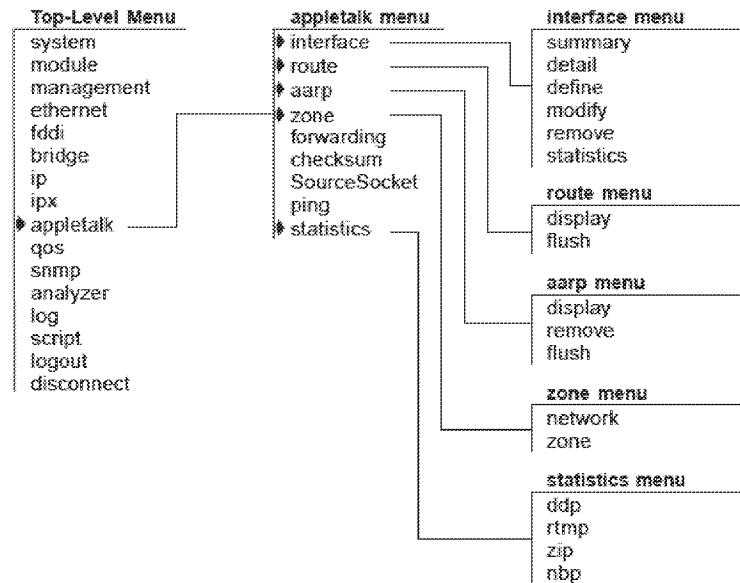 Top-Level Menu
system
module
management
ethernet
fddi
bridge
ip
ipx
appletalk
qos
snmp
analyzer
log
script
logout
disconnect
appletalk menu
interface
route
aarp
zone
forwarding
checksum
SourceSocket
ping
statistics
interface menu
summary
detail
define
modify
remove
statistics
route menu
display
flush
aarp menu
display
remove
flush
zone menu
network
zone
statistics menu
ddp
rtmp
zip
nbp